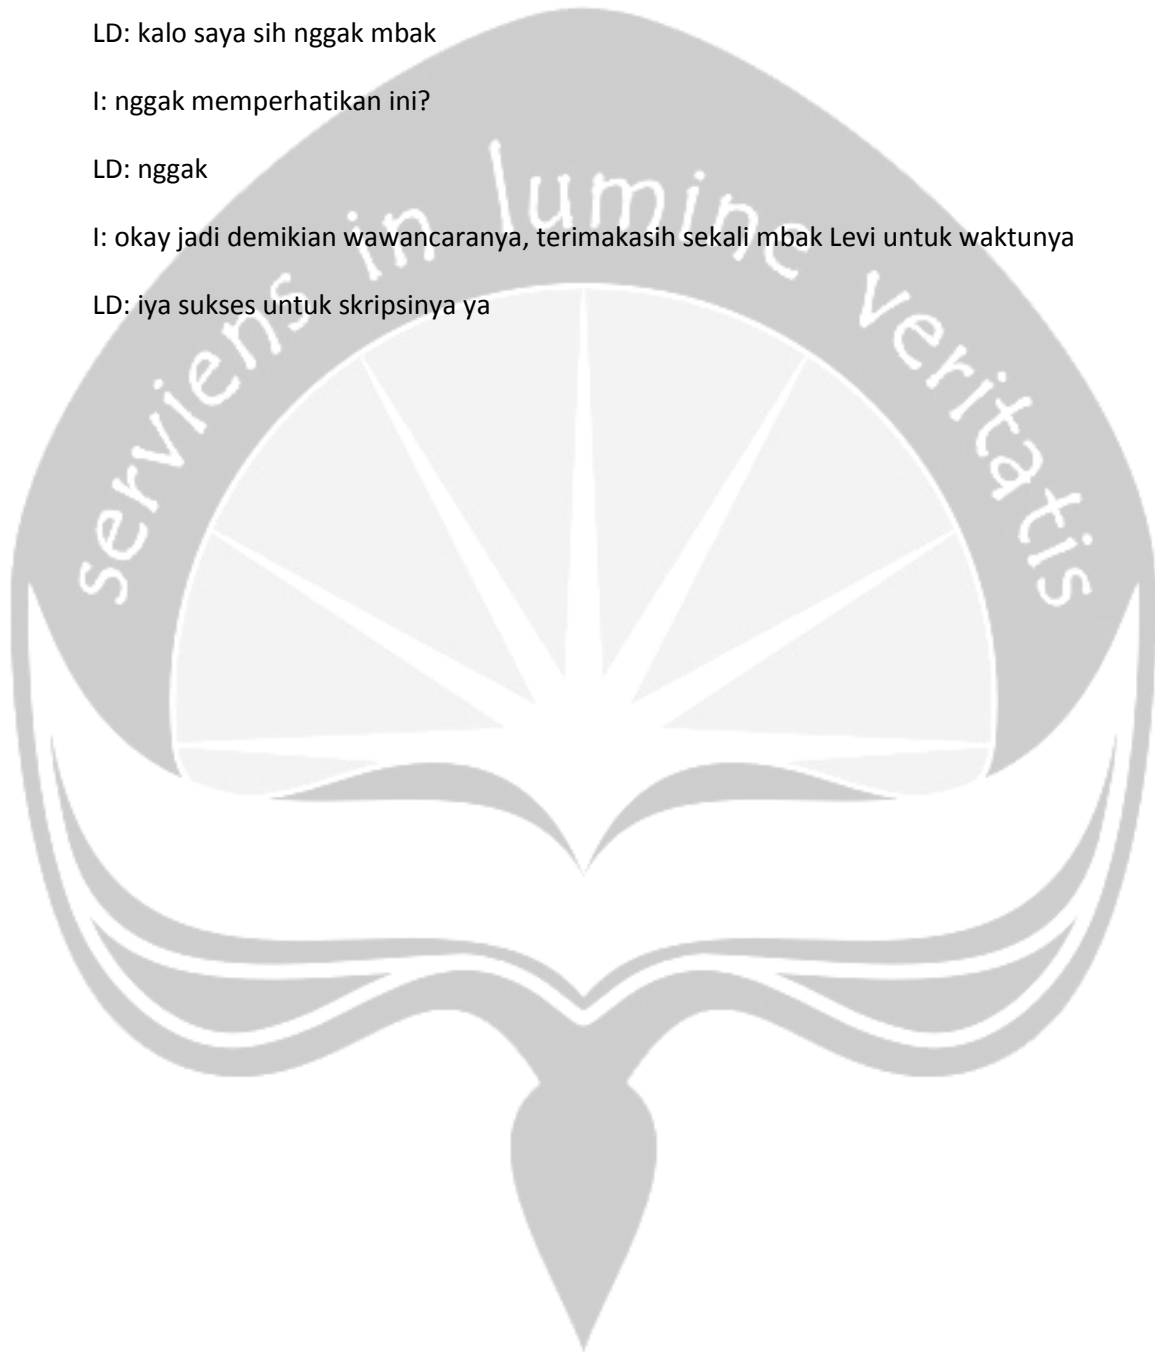 LD: kalo saya sih nggak mbak
I: nggak memperhatikan ini?
LD: nggak
I: okay jadi demikian wawancaranya, terimakasih sekali mbak Levi untuk waktunya
LD: iya sukses untuk skripsinya ya
serviens in lumine veritatis